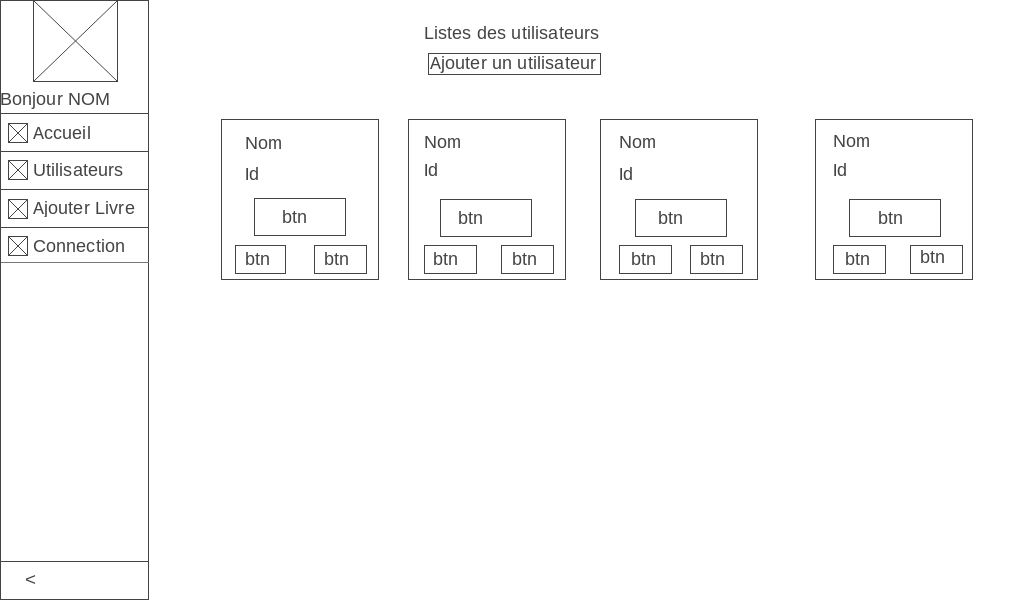 Bonjour NOM
Accueil
Utilisateurs
Ajouter Livre
Connection
<
Listes des utilisateurs
Ajouter un utilisateur
Nom
Id
btn
btn btn
Nom
Id
btn
btn btn
Nom
Id
btn
btn btn
Nom
Id
btn
btn btn